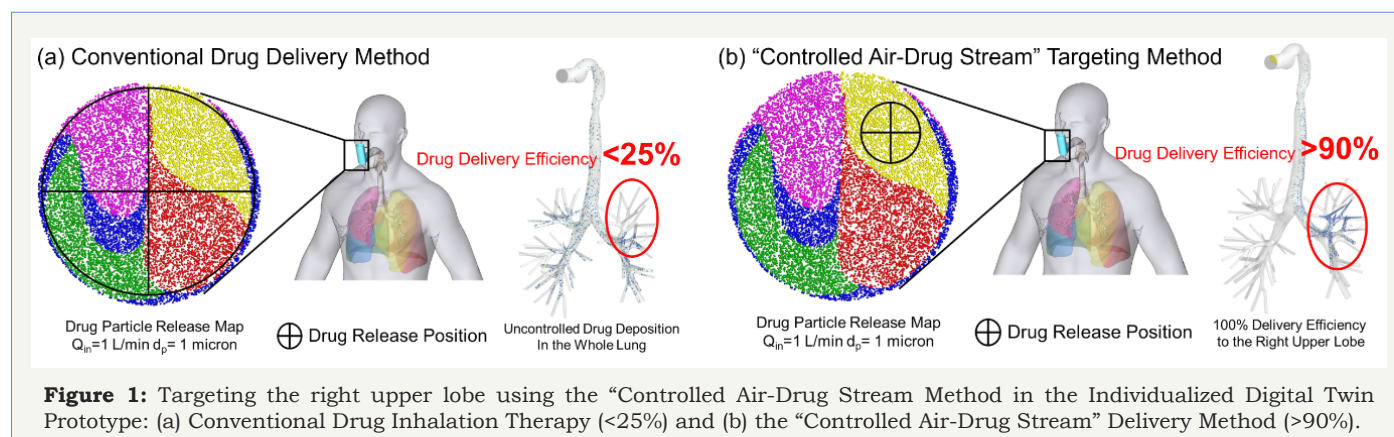 (a) Conventional Drug Delivery Method
Drug Delivery Efficiency <25%
Drug Particle Release Map
Qin=1 L/min dp= 1 micron
Drug Release Position
Uncontrolled Drug Deposition
In the Whole Lung
(b) “Controlled Air-Drug Stream” Targeting Method
Drug Delivery Efficiency >90%
Drug Particle Release Map
Qin=1 L/min dp= 1 micron
Drug Release Position
100% Delivery Efficiency
to the Right Upper Lobe
Figure 1: Targeting the right upper lobe using the “Controlled Air-Drug Stream Method in the Individualized Digital Twin
Prototype: (a) Conventional Drug Inhalation Therapy (<25%) and (b) the “Controlled Air-Drug Stream” Delivery Method (>90%).